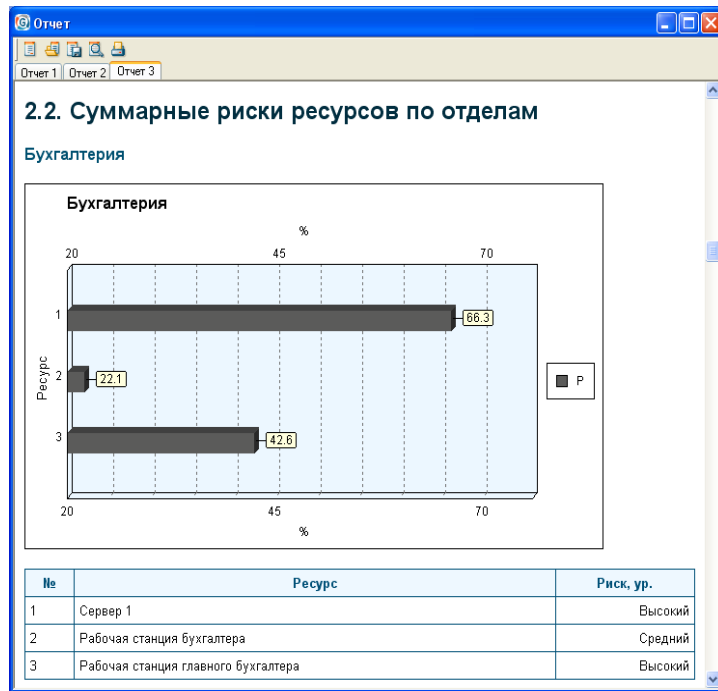 Отчет
Отчет 1 Отчет 2 Отчет 3
2.2. Суммарные риски ресурсов по отделам
Бухгалтерия
Бухгалтерия
%
20 45 70
1 66.3
2 22.1
3 42.6
Ресурс
P
20 45 70
%
№ Ресурс Риск, ур.
1 Сервер 1 Высокий
2 Рабочая станция бухгалтера Средний
3 Рабочая станция главного бухгалтера Высокий